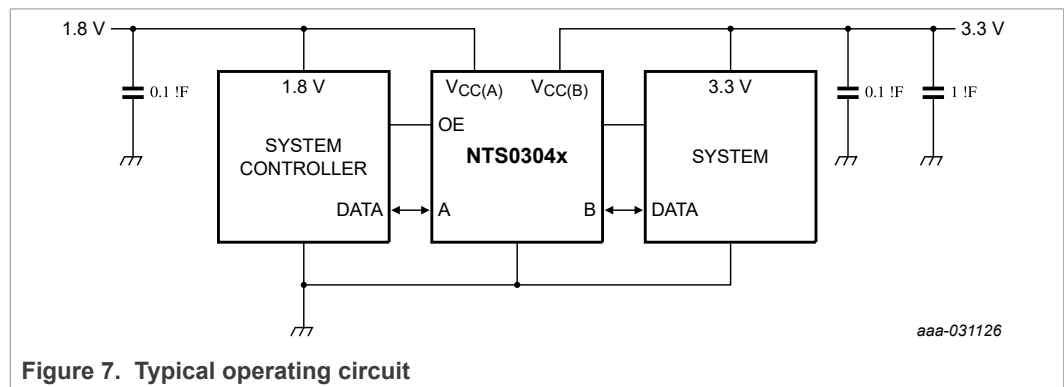 1.8 V
3.3 V
0.1 !F
1.8 V
SYSTEM
CONTROLLER
DATA
VCC(A)
VCC(B)
OE
NTS0304x
A
B
3.3 V
SYSTEM
DATA
0.1 !F
1 !F
aaa-031126
Figure 7. Typical operating circuit